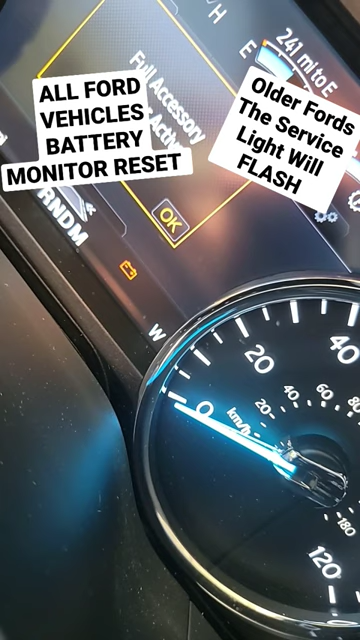 ALL FORD
VEHICLES
BATTERY
MONITOR RESET
Older Fords
The Service
Light Will
FLASH
H
E
241 mi to E
Full Accessory
OK
RNDM
W
0
20
40
km/h
20
40
60
180
120